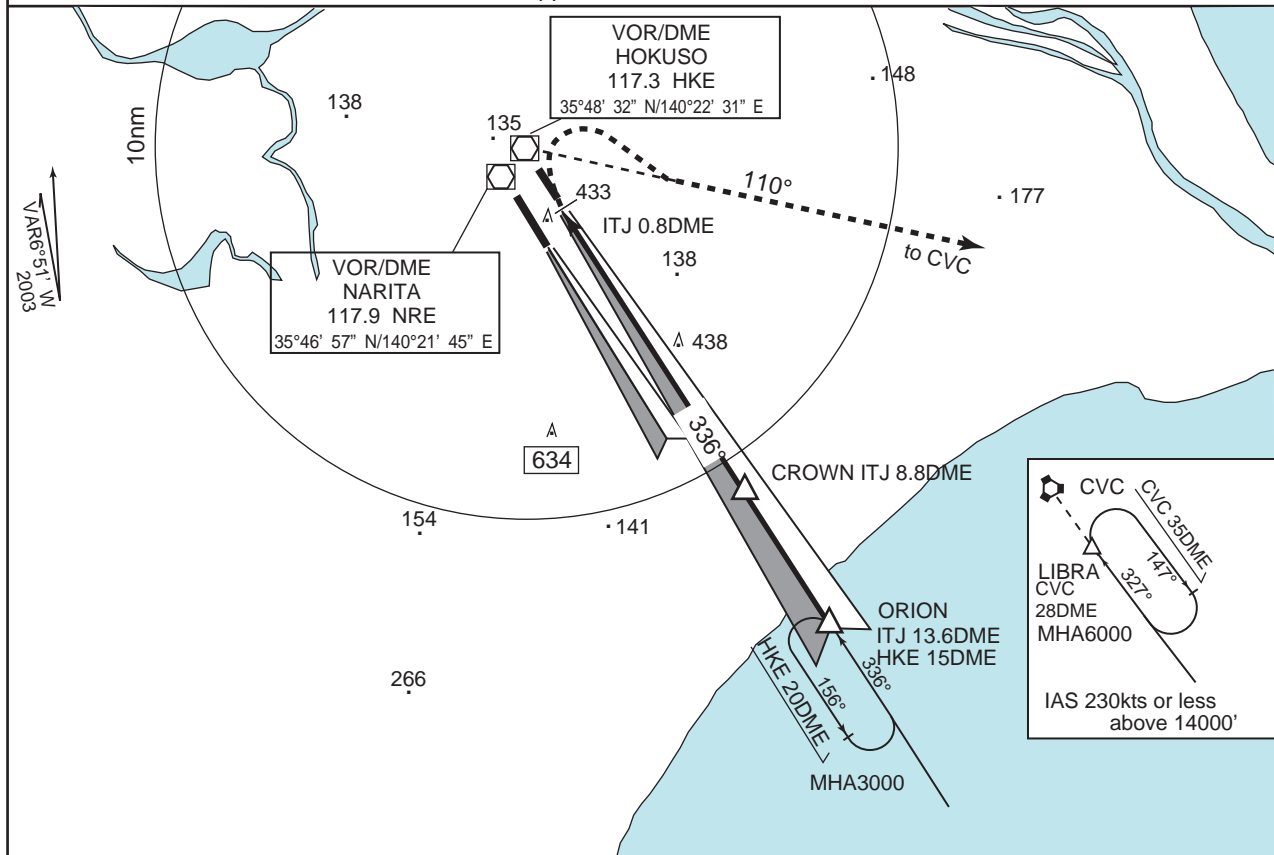 VOR/DME
HOKUSO
117.3 HKE
35°48’ 32” N/140°22’ 31” E
148
138
135
10nm
110°
177
433
ITJ 0.8DME
to CVC
VAR6°51’ W
2003
138
VOR/DME
NARITA
117.9 NRE
35°46’ 57” N/140°21’ 45” E
438
336°
634
CROWN ITJ 8.8DME
154
141
CVC
CVC 35DME
147°
327°
LIBRA
CVC
28DME
MHA6000
IAS 230kts or less
above 14000’
ORION
ITJ 13.6DME
HKE 15DME
336°
156°
HKE 20DME
266
MHA3000